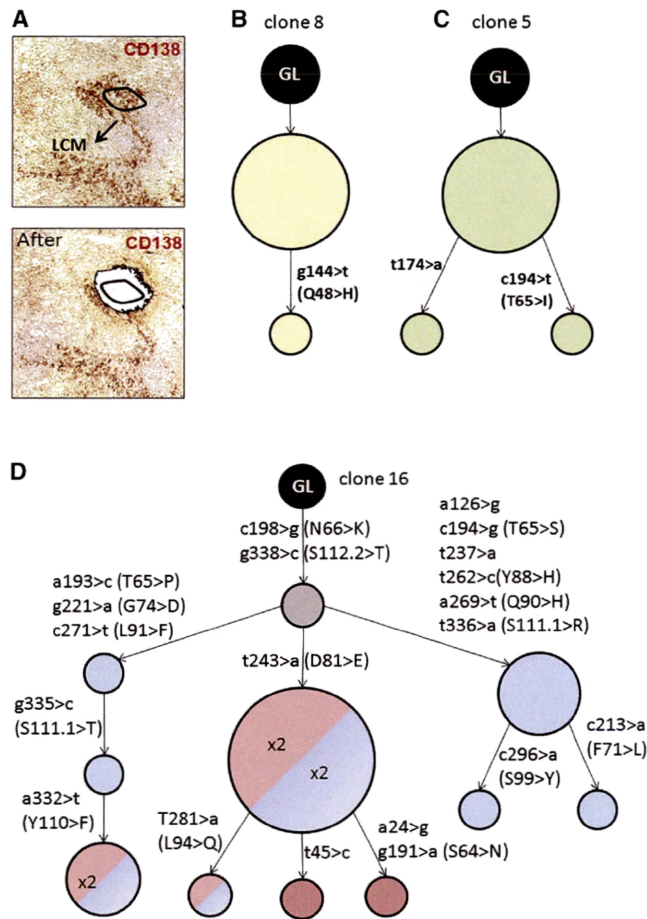 A
CD138
LCM
After
CD138
B
clone 8
GL
g144>t
(Q48>H)
C
clone 5
GL
t174>a
c194>t
(T65>I)
D
GL
clone 16
c198>g (N66>K)
g338>c (S112.2>T)
a193>c (T65>P)
g221>a (G74>D)
c271>t (L91>F)
a126>g
c194>g (T65>S)
t237>a
t262>c(Y88>H)
a269>t (Q90>H)
t336>a (S111.1>R)
t243>a (D81>E)
g335>c
(S111.1>T)
x2
x2
c213>a
(F71>L)
c296>a
(S99>Y)
a332>t
(Y110>F)
T281>a
(L94>Q)
t45>c
a24>g
g191>a (S64>N)
x2